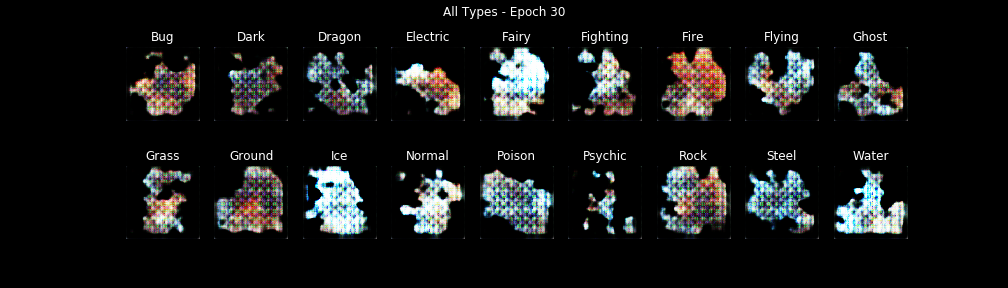 All Types - Epoch 30
Bug Dark Dragon Electric Fairy Fighting Fire Flying Ghost
Grass Ground Ice Normal Poison Psychic Rock Steel Water